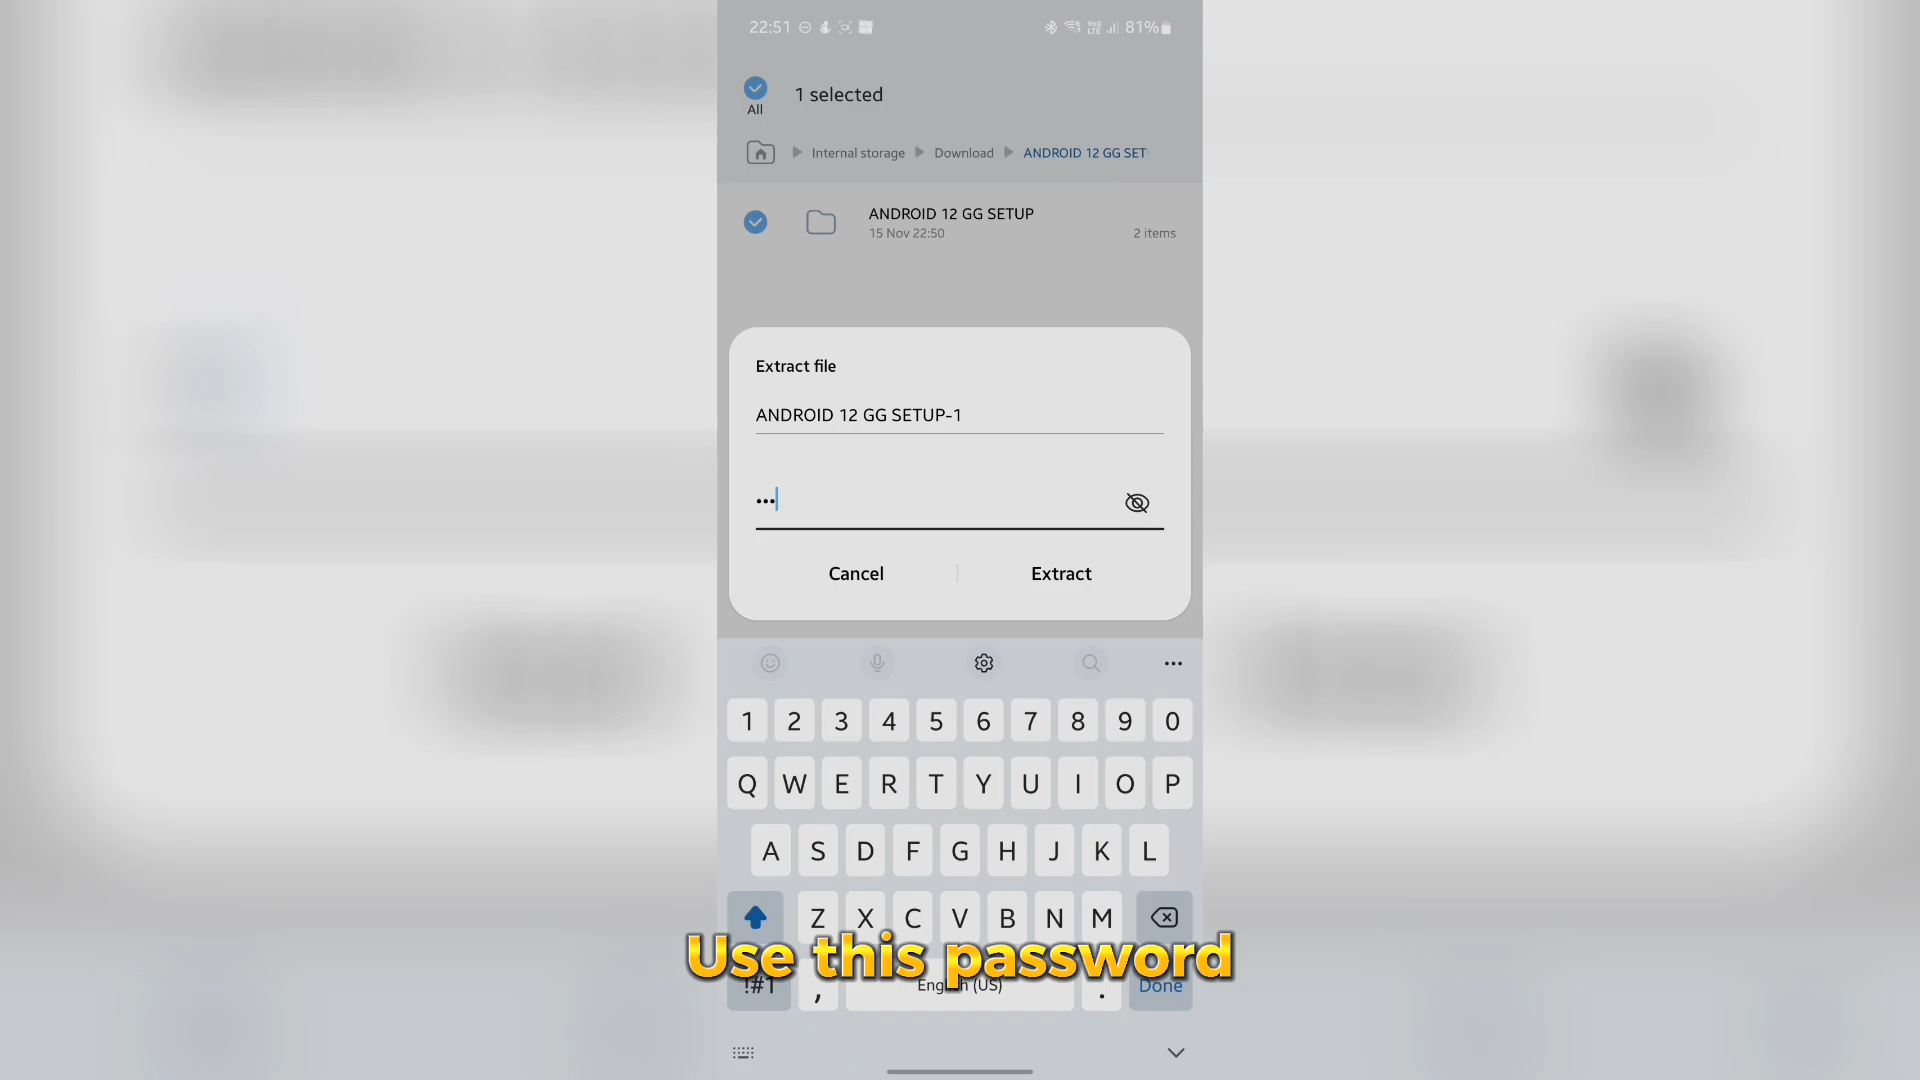 22:51 81%
All
1 selected
Internal storage Download ANDROID 12 GG SET
ANDROID 12 GG SETUP
15 Nov 22:50 2 items
Extract file
ANDROID 12 GG SETUP-1
•••
Cancel Extract
1 2 3 4 5 6 7 8 9 0
Q W E R T Y U I O P
A S D F G H J K L
Z X C V B N M
Use this password
!#1 , English (US) . Done